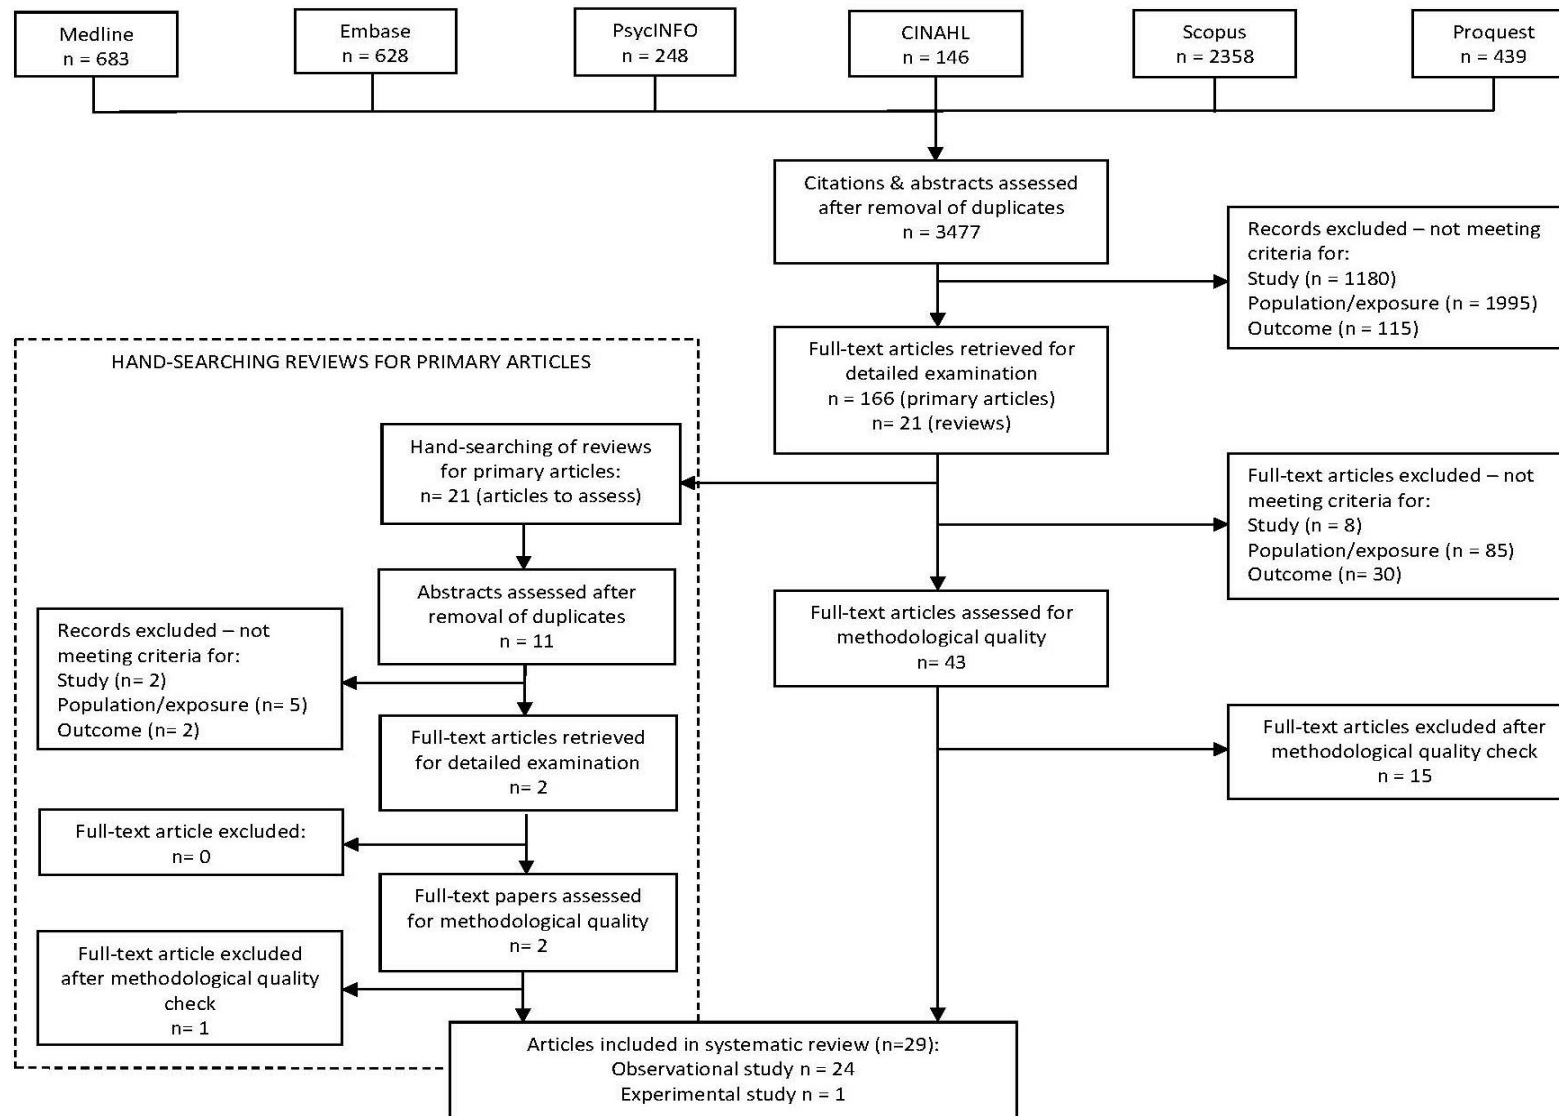 Medline
n = 683
Embase
n = 628
PsycINFO
n = 248
CINAHL
n = 146
Scopus
n = 2358
Proquest
n = 439
Citations & abstracts assessed
after removal of duplicates
n = 3477
Records excluded – not meeting
criteria for:
Study (n = 1180)
Population/exposure (n = 1995)
Outcome (n = 115)
Full-text articles retrieved for
detailed examination
n = 166 (primary articles)
n= 21 (reviews)
HAND-SEARCHING REVIEWS FOR PRIMARY ARTICLES
Hand-searching of reviews
for primary articles:
n= 21 (articles to assess)
Full-text articles excluded – not
meeting criteria for:
Study (n = 8)
Population/exposure (n = 85)
Outcome (n= 30)
Abstracts assessed after
removal of duplicates
n = 11
Full-text articles assessed for
methodological quality
n= 43
Records excluded – not
meeting criteria for:
Study (n= 2)
Population/exposure (n= 5)
Outcome (n= 2)
Full-text articles retrieved
for detailed examination
n= 2
Full-text articles excluded after
methodological quality check
n = 15
Full-text article excluded:
n= 0
Full-text papers assessed
for methodological quality
n= 2
Full-text article excluded
after methodological quality
check
n= 1
Articles included in systematic review (n=29):
Observational study n = 24
Experimental study n = 1